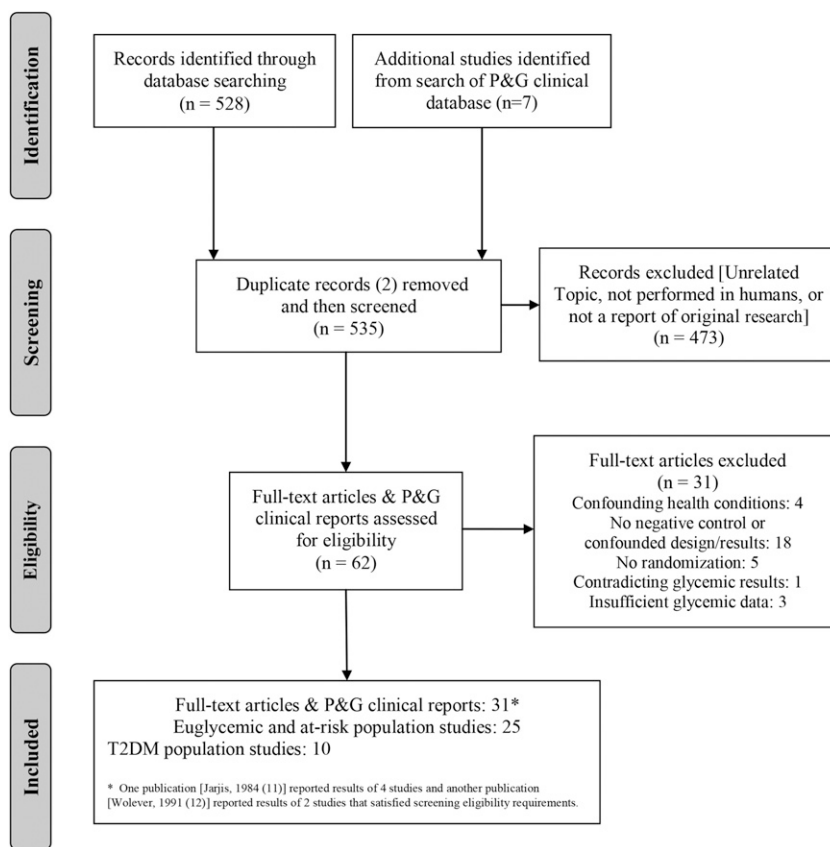 Identification
Records identified through
database searching
(n = 528)
Additional studies identified
from search of P&G clinical
database (n=7)
Screening
Duplicate records (2) removed
and then screened
(n = 535)
Records excluded [Unrelated
Topic, not performed in humans, or
not a report of original research]
(n = 473)
Eligibility
Full-text articles & P&G
clinical reports assessed
for eligibility
(n = 62)
Full-text articles excluded
(n = 31)
Confounding health conditions: 4
No negative control or
confounded design/results: 18
No randomization: 5
Contradicting glycemic results: 1
Insufficient glycemic data: 3
Included
Full-text articles & P&G clinical reports: 31*
Euglycemic and at-risk population studies: 25
T2DM population studies: 10
* One publication [Jarjis, 1984 (11)] reported results of 4 studies and another publication
[Wolever, 1991 (12)] reported results of 2 studies that satisfied screening eligibility requirements.